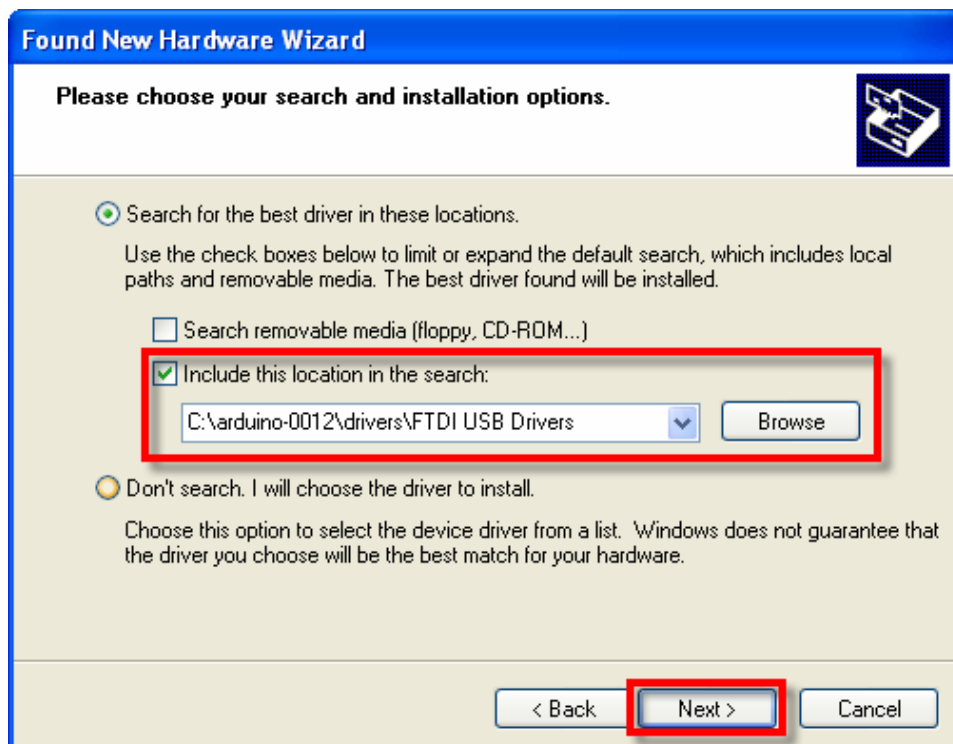 Found New Hardware Wizard
Please choose your search and installation options.
Search for the best driver in these locations.
Use the check boxes below to limit or expand the default search, which includes local
paths and removable media. The best driver found will be installed.
Search removable media (floppy, CD-ROM...)
Include this location in the search:
C:\arduino-0012\drivers\FTDI USB Drivers
Browse
Don't search. I will choose the driver to install.
Choose this option to select the device driver from a list.  Windows does not guarantee that
the driver you choose will be the best match for your hardware.
< Back
Next >
Cancel